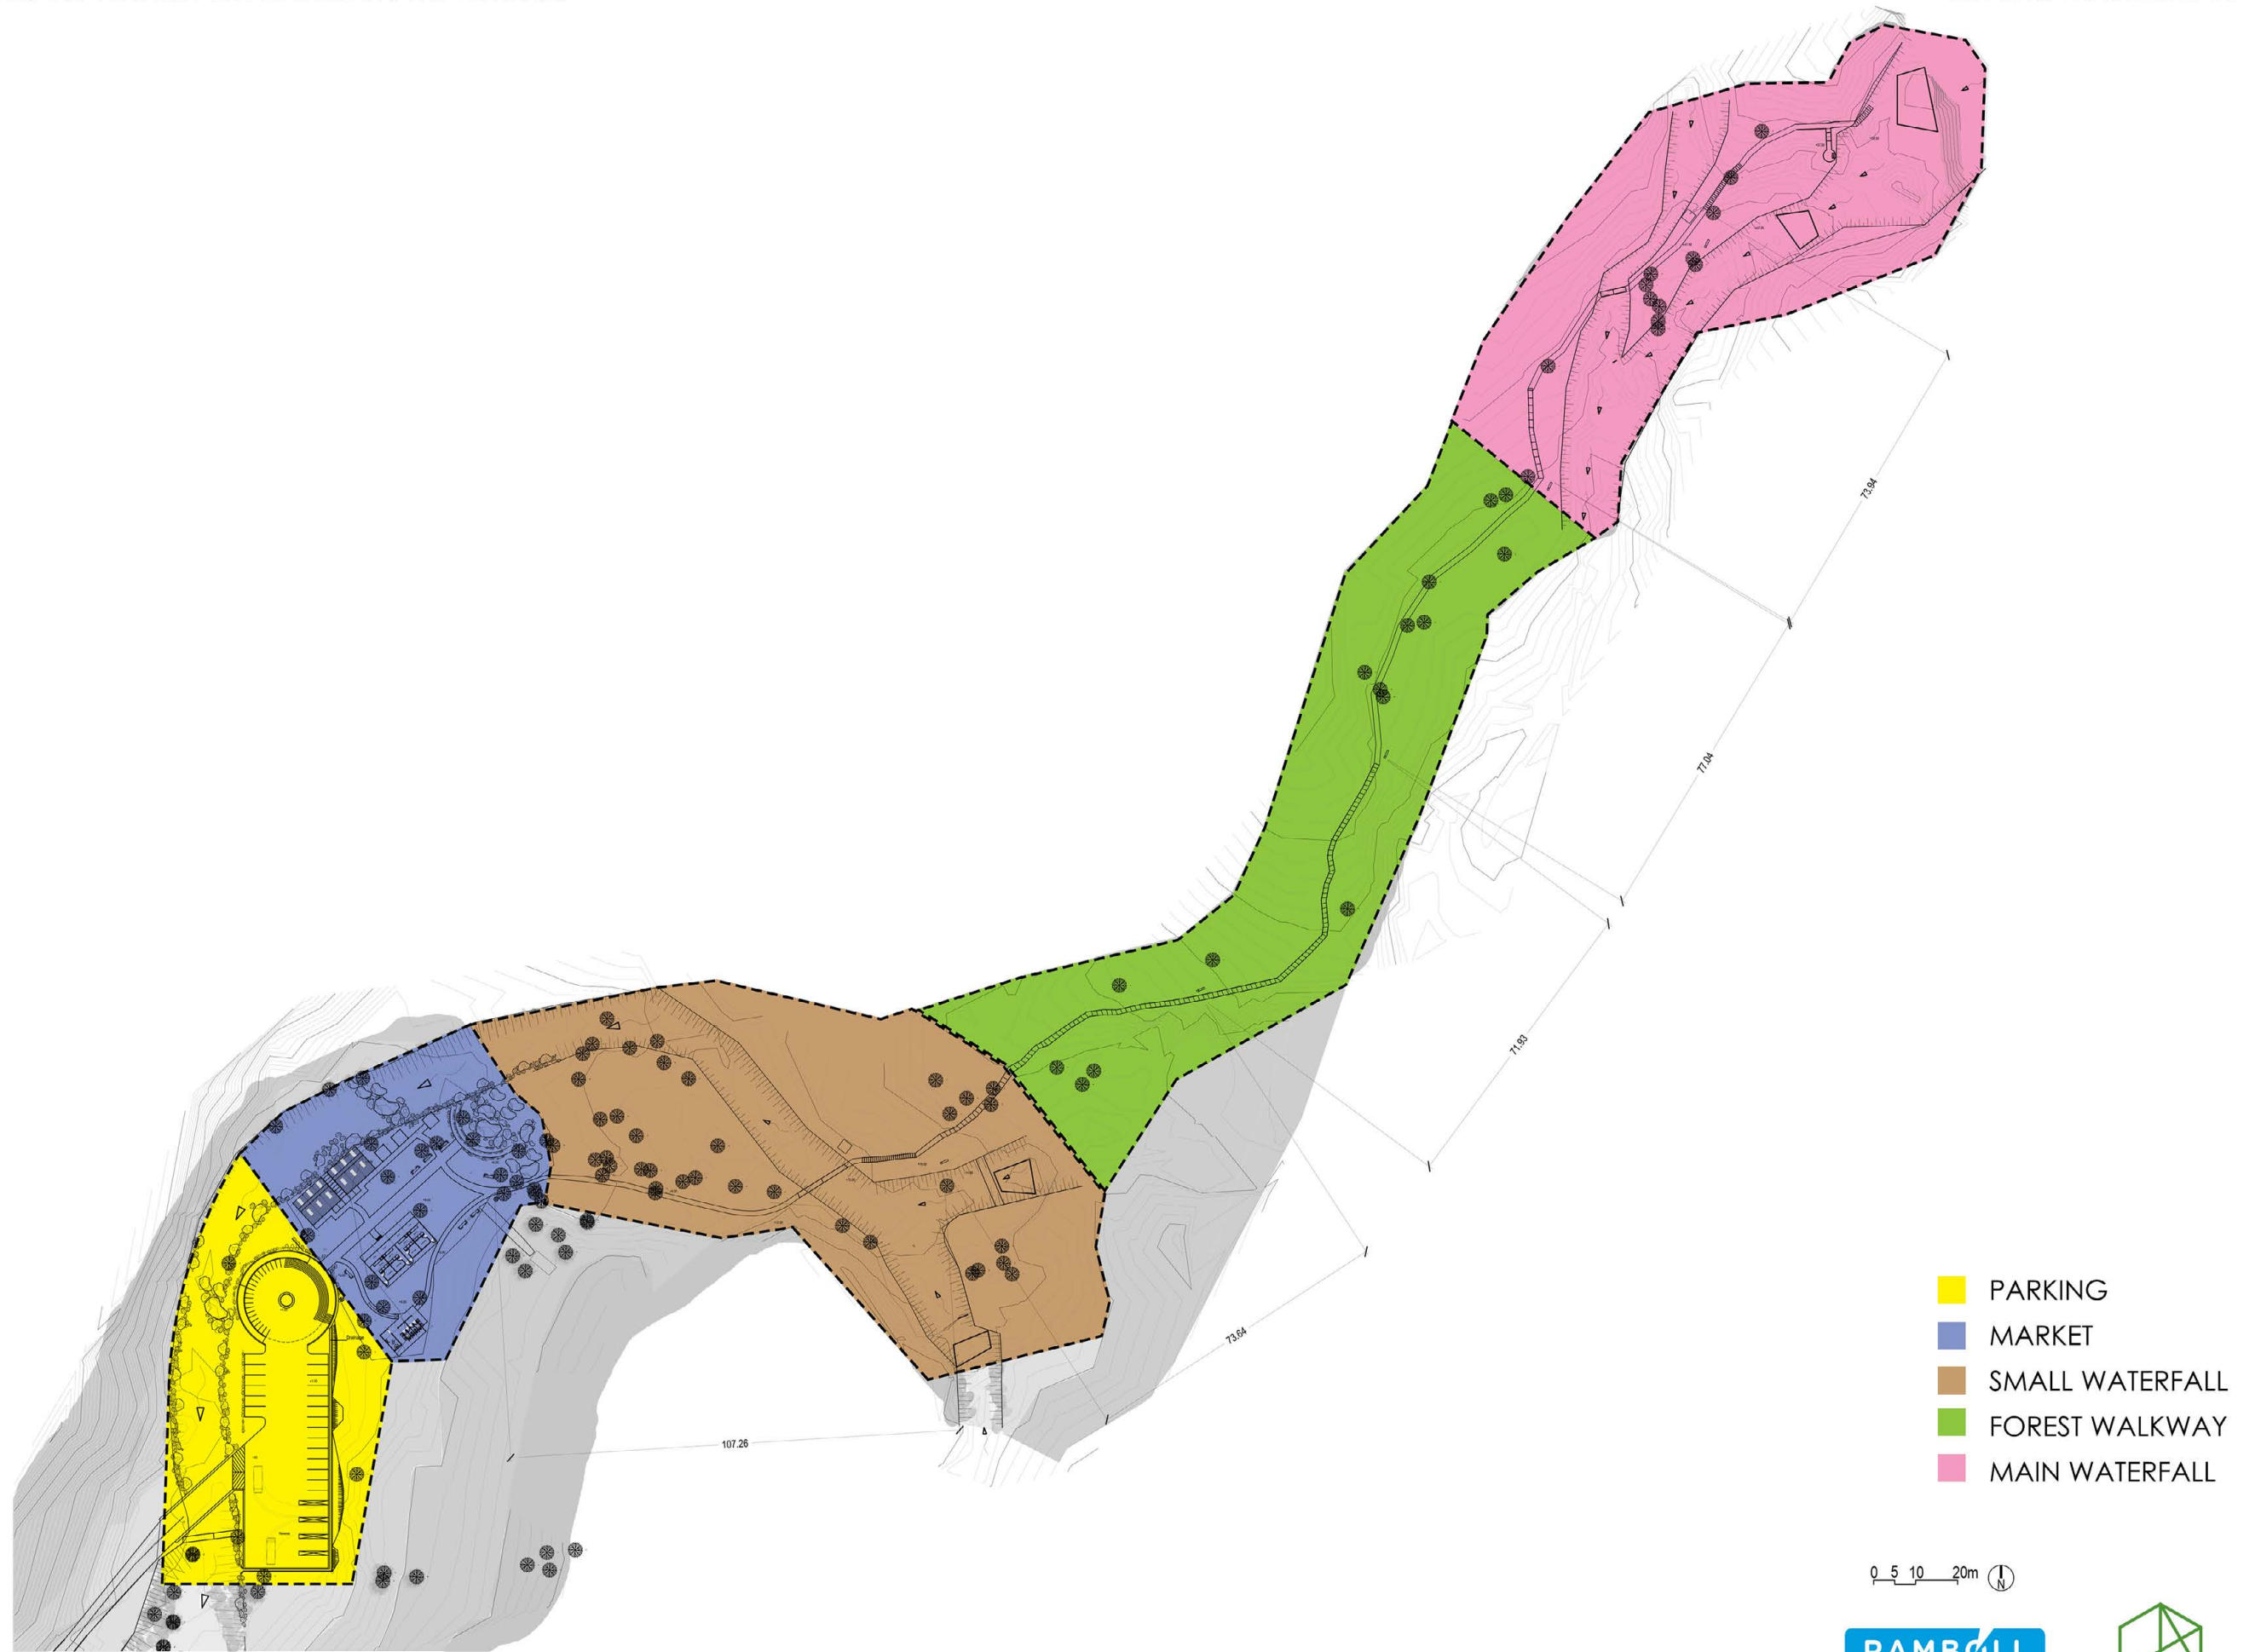 73.94
77.04
71.93
73.64
107.26
Drainage
PARKING
MARKET
SMALL WATERFALL
FOREST WALKWAY
MAIN WATERFALL
0 5 10 20m
N
RAMBOLL